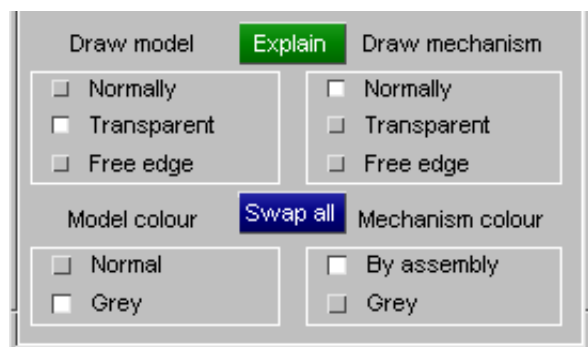 Draw model Explain Draw mechanism
Normally Normally
Transparent Transparent
Free edge Free edge
Model colour Swap all Mechanism colour
Normal By assembly
Grey Grey